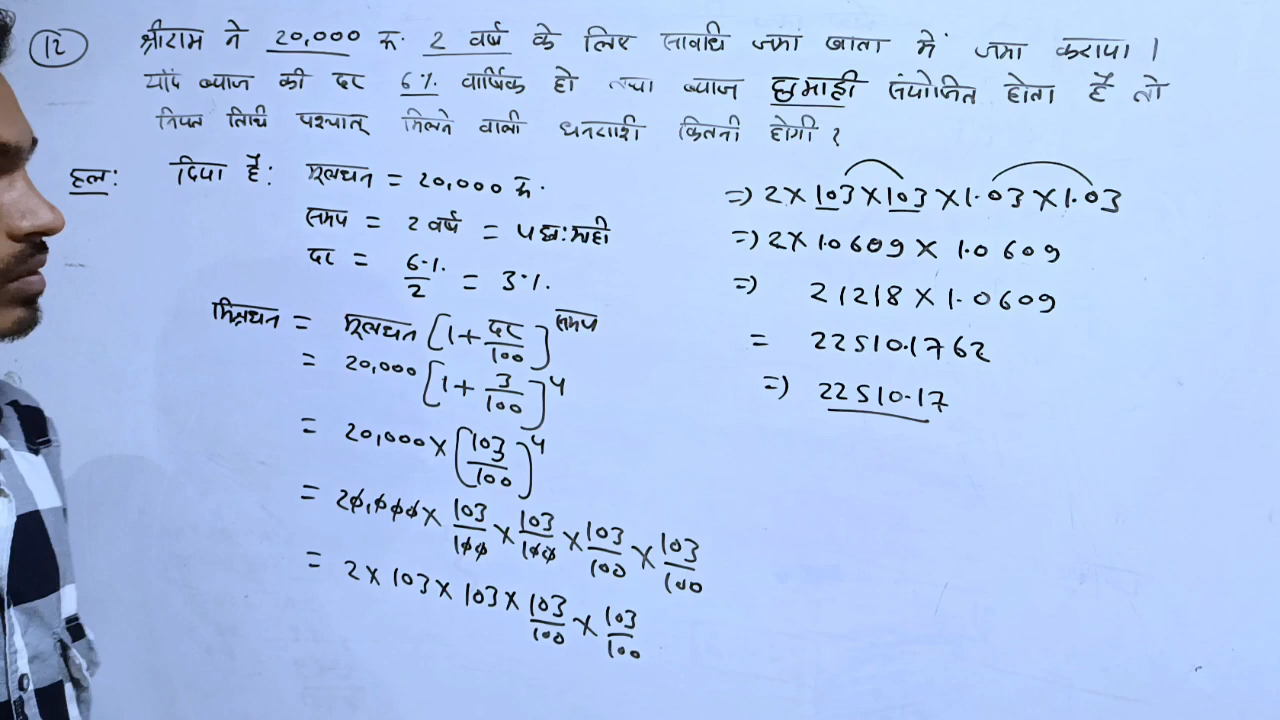 12 श्रीराम ने 20,000 रू. 2 वर्ष के लिए सावधि जमा खाता में जमा कराया।
यदि ब्याज की दर 6% वार्षिक हो तथा ब्याज छमाही संयोजित होता है तो
नियत तिथि पश्चात् मिलने वाली धनराशी कितनी होगी?
हल: दिया है: मूलधन = 20,000 रू.
समय = 2 वर्ष = 4 छ:माही
दर = 6%/2 = 3%.
मिश्रधन = मूलधन [1 + दर/100]^समय
= 20,000 [1 + 3/100]^4
= 20,000 × [103/100]^4
= 20,000 × 103/100 × 103/100 × 103/100 × 103/100
= 2 × 103 × 103 × 103/100 × 103/100
=) 2 × 103 × 103 × 1.03 × 1.03
=) 2 × 1.0609 × 1.0609
=) 21218 × 1.0609
= 22510.1762
=) 22510.17